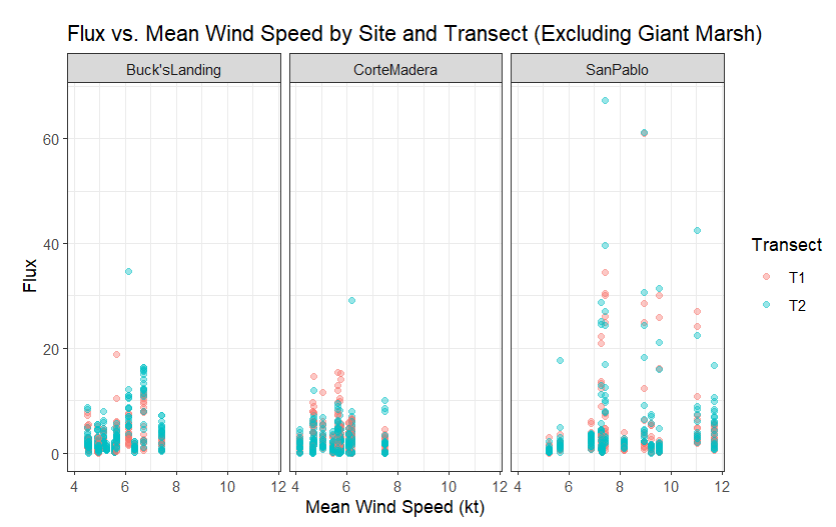 Flux vs. Mean Wind Speed by Site and Transect (Excluding Giant Marsh)
Buck'sLanding
CorteMadera
SanPablo
60
40
20
0
Flux
4 6 8 10 12
4 6 8 10 12
4 6 8 10 12
Mean Wind Speed (kt)
Transect
T1
T2